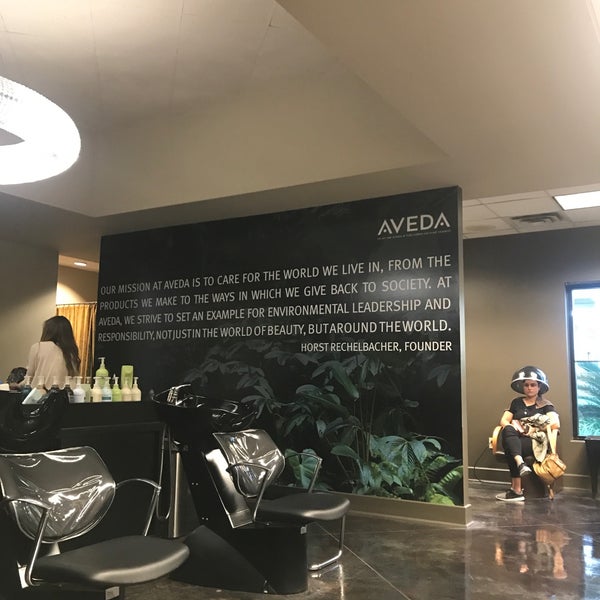 AVEDA
OUR MISSION AT AVEDA IS TO CARE FOR THE WORLD WE LIVE IN, FROM THE
PRODUCTS WE MAKE TO THE WAYS IN WHICH WE GIVE BACK TO SOCIETY. AT
AVEDA, WE STRIVE TO SET AN EXAMPLE FOR ENVIRONMENTAL LEADERSHIP AND
RESPONSIBILITY, NOT JUST IN THE WORLD OF BEAUTY, BUT AROUND THE WORLD.
HORST RECHELBACHER, FOUNDER